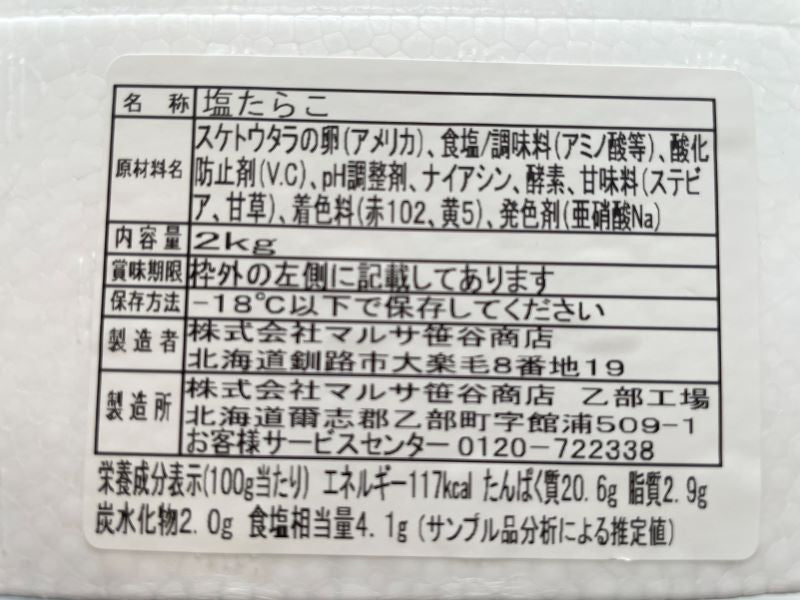 名称 塩たらこ
原材料名 スケトウタラの卵(アメリカ)、食塩/調味料(アミノ酸等)、酸化
防止剤(V.C)、pH調整剤、ナイアシン、酵素、甘味料(ステビ
ア、甘草)、着色料(赤102、黄5)、発色剤(亜硝酸Na)
内容量 2kg
賞味期限 枠外の左側に記載してあります
保存方法 -18℃以下で保存してください
製造者 株式会社マルサ笹谷商店
北海道釧路市大楽毛8番地19
製造所 株式会社マルサ笹谷商店 乙部工場
北海道爾志郡乙部町字館浦509-1
お客様サービスセンター 0120-722338
栄養成分表示(100g当たり) エネルギー117kcal たんぱく質20.6g 脂質2.9g
炭水化物2.0g 食塩相当量4.1g (サンプル品分析による推定値)